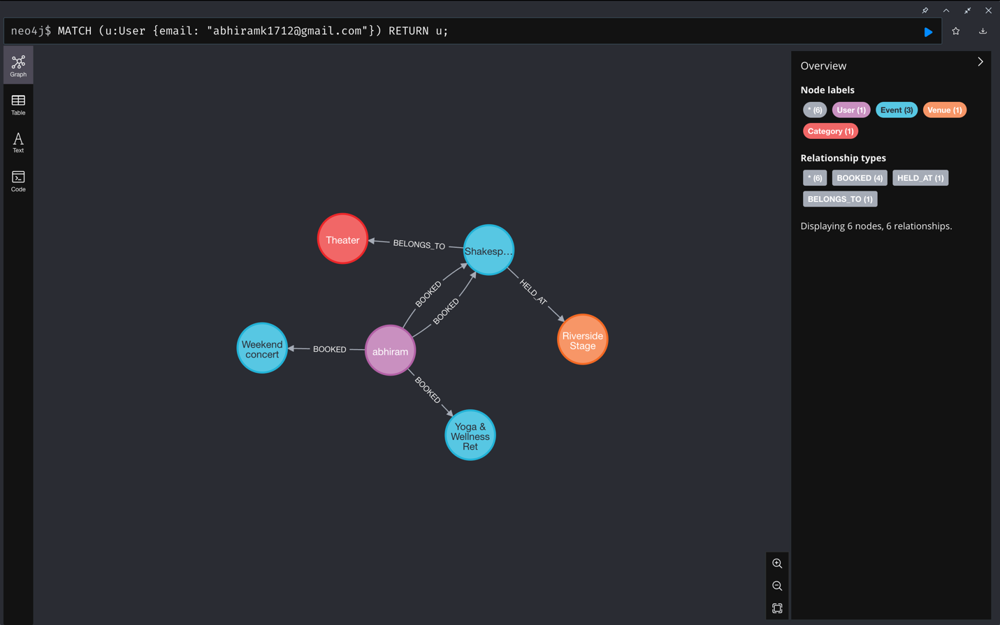 neo4j$ MATCH (u:User {email: "abhiramk1712@gmail.com"}) RETURN u;
Graph
Table
Text
Code
Theater
BELONGS_TO
Shakesp...
BOOKED
BOOKED
HELD_AT
Riverside
Stage
Weekend
concert
BOOKED
abhiram
BOOKED
Yoga &
Wellness
Ret
Overview
Node labels
* (6) User (1) Event (3) Venue (1)
Category (1)
Relationship types
* (6) BOOKED (4) HELD_AT (1)
BELONGS_TO (1)
Displaying 6 nodes, 6 relationships.